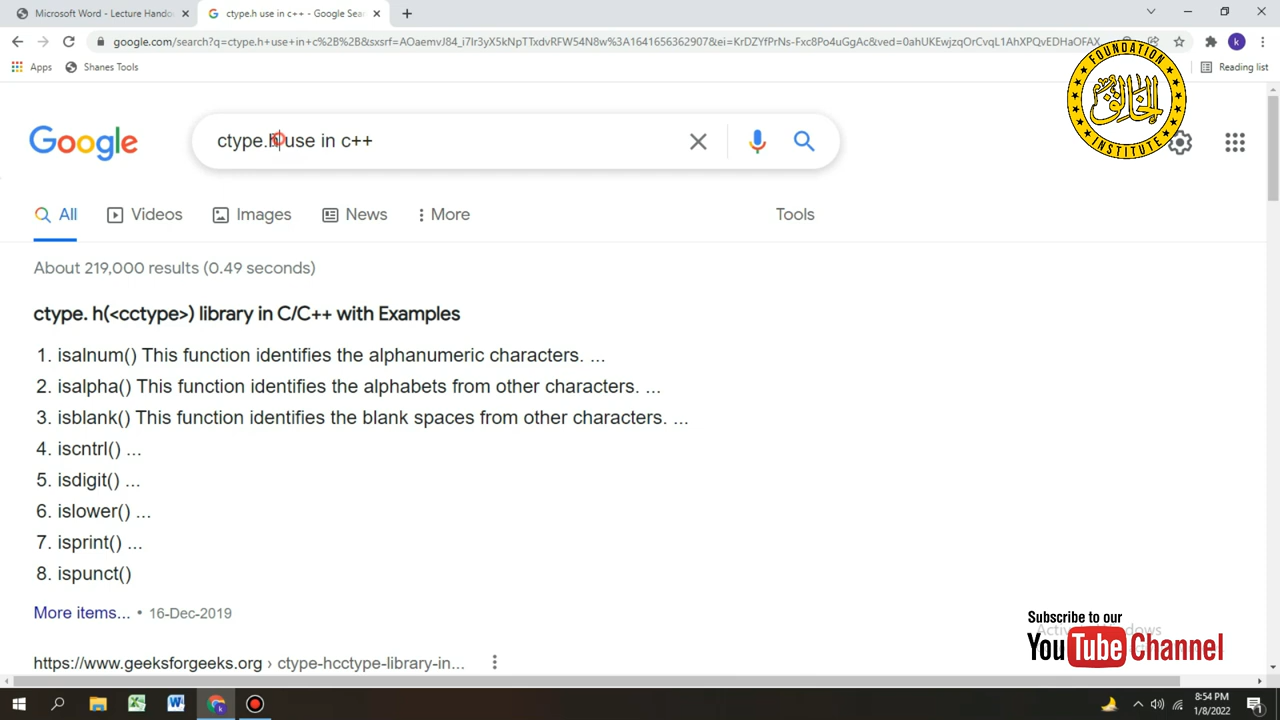 Microsoft Word - Lecture Hando
ctype.h use in c++ - Google Sea
google.com/search?q=ctype.h+use+in+c%2B%2B&sxsrf=AOaemvJ84_i7Ir3yX5kNpTTvdvRFW54N8w%3A1641656362907&ei=KrDZYfPrNs-Fxc8Po4uGgAc&ved=0ahUKEwjzqOrCvqL1AhXPQvEDHaOFAX
Apps
Shanes Tools
Reading list
FOUNDATION
الخالق
INSTITUTE
Google
ctype.h use in c++
All
Videos
Images
News
More
Tools
About 219,000 results (0.49 seconds)
ctype. h(<cctype>) library in C/C++ with Examples
1. isalnum() This function identifies the alphanumeric characters. ...
2. isalpha() This function identifies the alphabets from other characters. ...
3. isblank() This function identifies the blank spaces from other characters. ...
4. iscntrl() ...
5. isdigit() ...
6. islower() ...
7. isprint() ...
8. ispunct()
More items... • 16-Dec-2019
https://www.geeksforgeeks.org › ctype-hcctype-library-in...
Subscribe to our
YouTube Channel
8:54 PM
1/8/2022